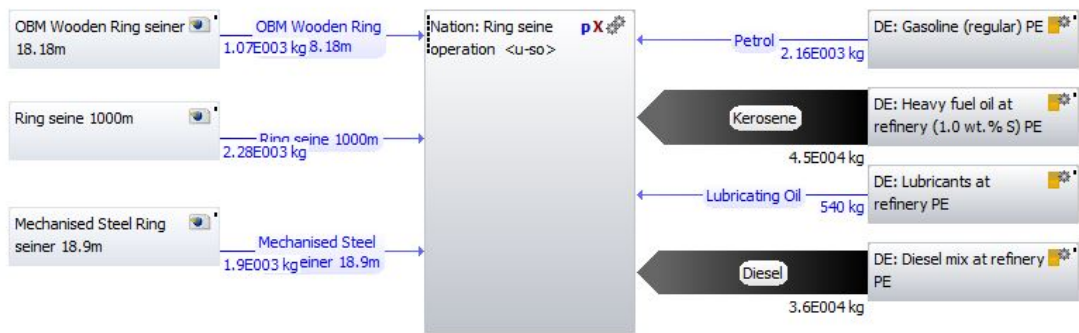 OBM Wooden Ring seiner
18.18m
OBM Wooden Ring
8.18m
1.07E003 kg
Ring seine 1000m
Ring seine 1000m
2.28E003 kg
Mechanised Steel Ring
seiner 18.9m
Mechanised Steel
einer 18.9m
1.9E003 kg
Nation: Ring seine
operation <u-so>
pX
Petrol
2.16E003 kg
DE: Gasoline (regular) PE
Kerosene
4.5E004 kg
DE: Heavy fuel oil at
refinery (1.0 wt.% S) PE
Lubricating Oil
540 kg
DE: Lubricants at
refinery PE
Diesel
3.6E004 kg
DE: Diesel mix at refinery
PE